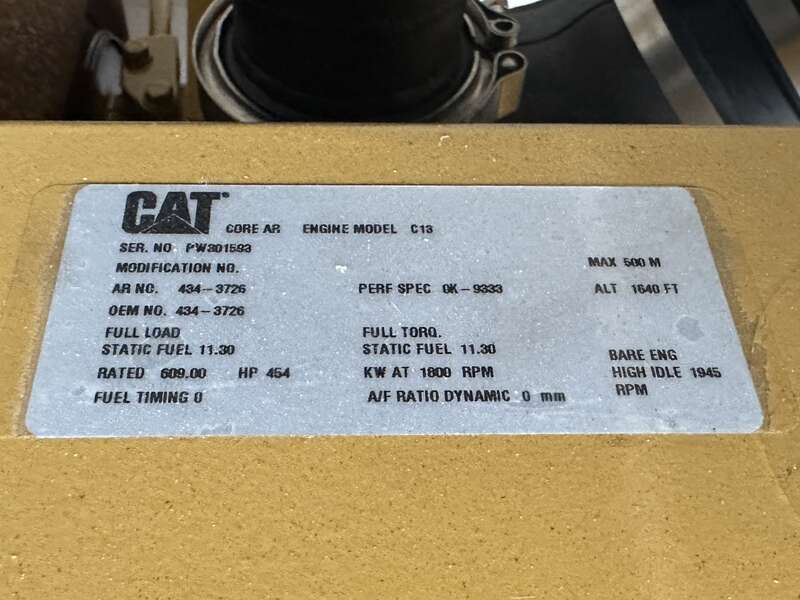 CAT CORE AR ENGINE MODEL C13
SER. NO PW301593
MODIFICATION NO. MAX 500 M
AR NO. 434-3726 PERF SPEC 0K-9333 ALT 1640 FT
OEM NO. 434-3726
FULL LOAD FULL TORQ.
STATIC FUEL 11.30 STATIC FUEL 11.30 BARE ENG
RATED 609.00 HP 454 KW AT 1800 RPM HIGH IDLE 1945
FUEL TIMING 0 A/F RATIO DYNAMIC 0 mm RPM